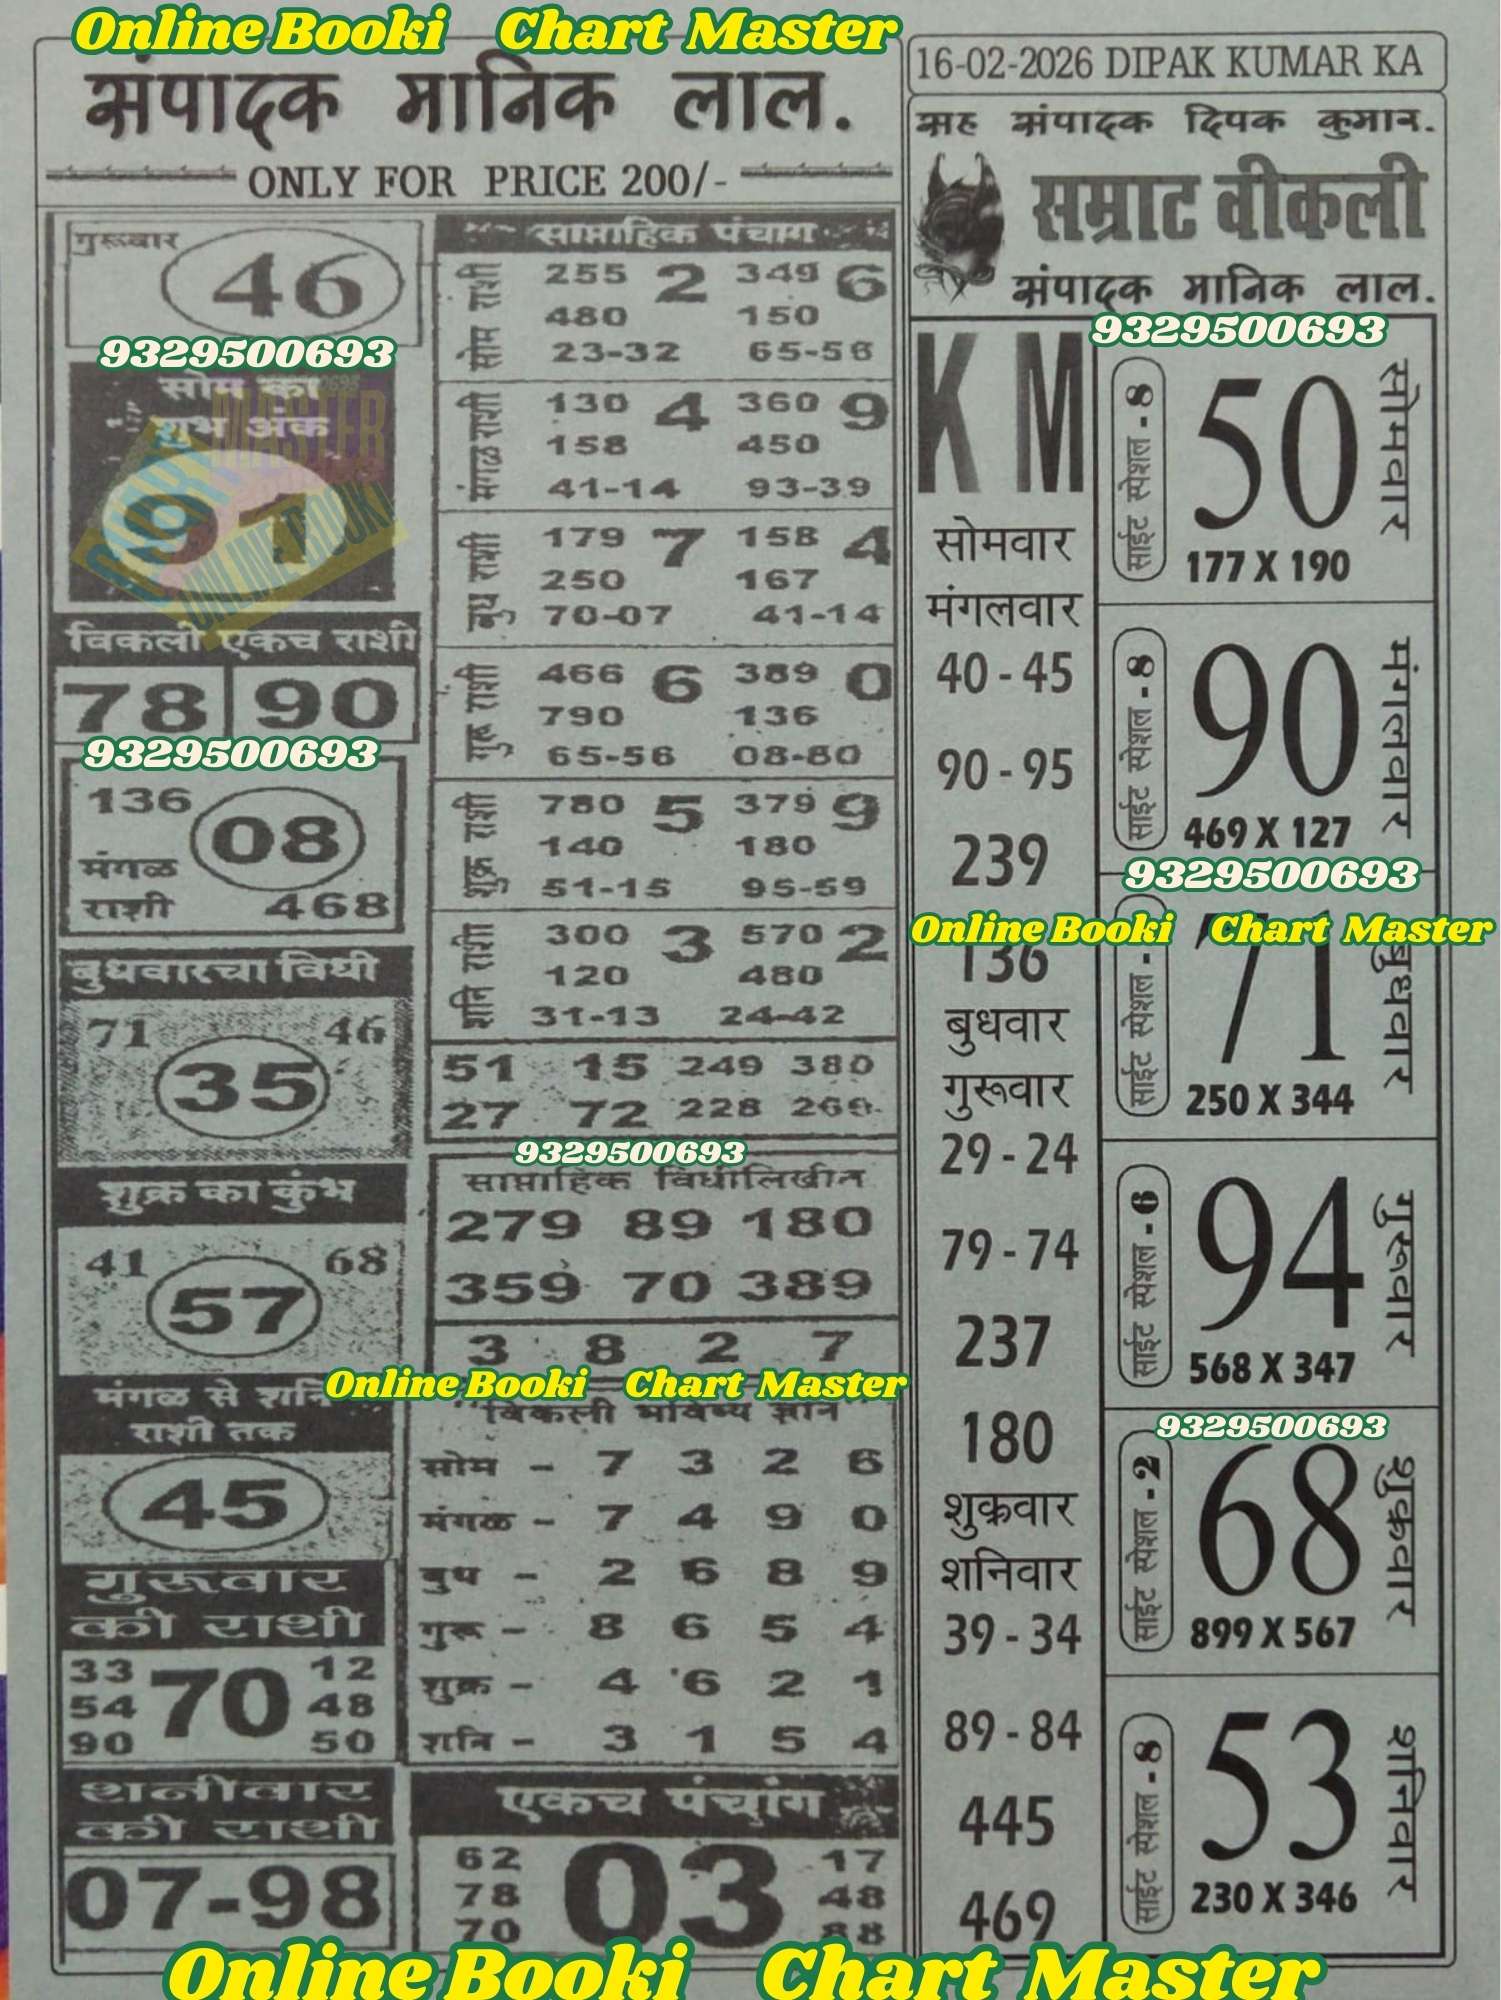 Online Booki Chart Master
संपादक मानिक लाल.
ONLY FOR PRICE 200/-
गुरूवार
46
9329500693
सोम का
शुभ अंक
91
विकली एकच राशी
78 90
9329500693
136
08
मंगळ
राशी 468
बुधवारचा विधी
71 46
35
शुक्र का कुंभ
41 68
57
मंगळ से शनि
राशी तक
45
गुरूवार
की राशी
33 12
54 70 48
90 50
शनीवार
की राशी
07-98
साप्ताहिक पंचाग
सोम राशी
255 2 349 6
480 150
23-32 65-56
मंगळ राशी
130 4 360 9
158 450
41-14 93-39
बुध राशी
179 7 158 4
250 167
70-07 41-14
गुरू राशी
466 6 389 0
790 136
65-56 08-80
शुक्र राशी
780 5 379 9
140 180
51-15 95-59
शनि राशी
300 3 570 2
120 480
31-13 24-42
51 15 249 380
27 72 228 269
9329500693
साप्ताहिक विधीलिखीत
279 89 180
359 70 389
3 8 2 7
Online Booki Chart Master
"विकली भविष्य ज्ञान"
सोम - 7 3 2 6
मंगळ - 7 4 9 0
बुध - 2 6 8 9
गुरू - 8 6 5 4
शुक्र - 4 6 2 1
शनि - 3 1 5 4
एकच पंचांग
62 17
78 03 48
70 88
16-02-2026 DIPAK KUMAR KA
सह संपादक दिपक कुमार.
सम्राट वीकली
संपादक मानिक लाल.
9329500693
K M
सोमवार
मंगलवार
40 - 45
90 - 95
239
Online Booki Chart Master
136
बुधवार
गुरूवार
29 - 24
79 - 74
237
180
शुक्रवार
शनिवार
39 - 34
89 - 84
445
469
साईट स्पेशल - 8
50
सोमवार
177 X 190
साईट स्पेशल - 8
90
मंगलवार
469 X 127
9329500693
साईट स्पेशल -
71
बुधवार
250 X 344
साईट स्पेशल - 6
94
गुरुवार
568 X 347
9329500693
साईट स्पेशल - 2
68
शुक्रवार
899 X 567
साईट स्पेशल - 8
53
शनिवार
230 X 346
Online Booki Chart Master